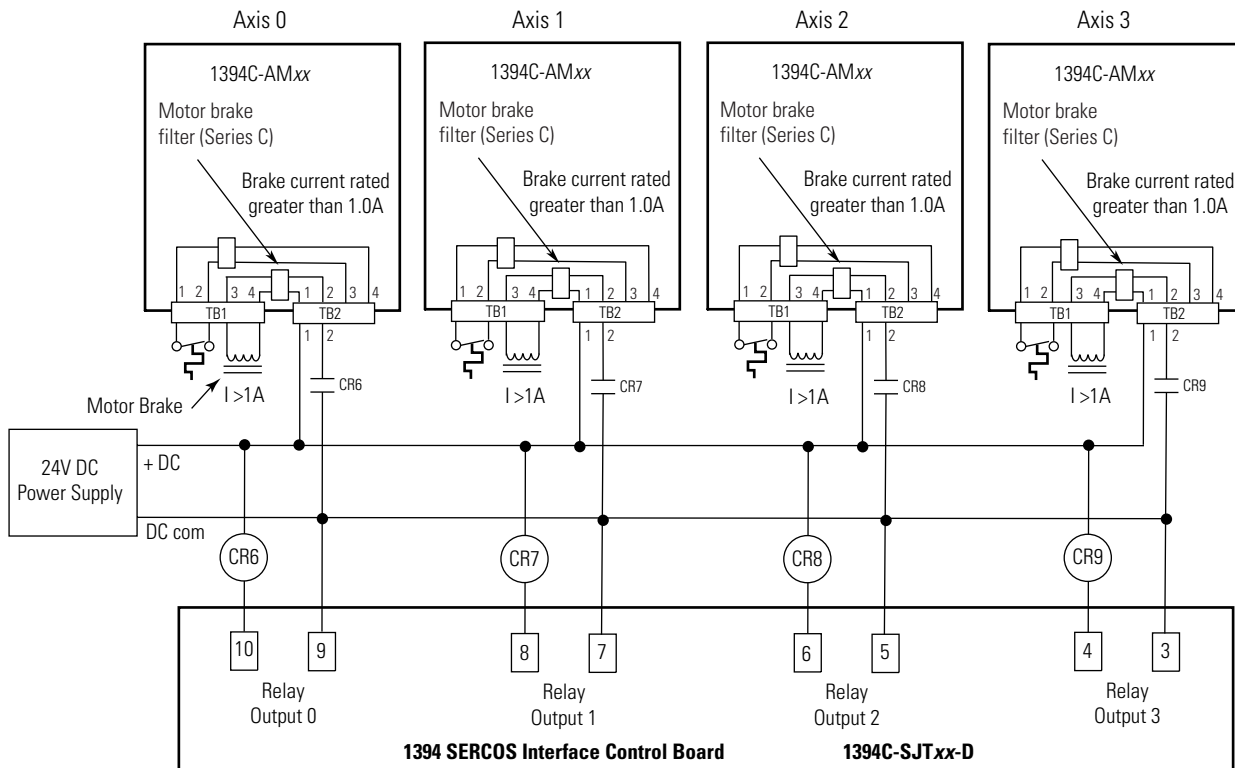 Axis 0
Axis 1
Axis 2
Axis 3
1394C-AMxx
1394C-AMxx
1394C-AMxx
1394C-AMxx
Motor brake
filter (Series C)
Motor brake
filter (Series C)
Motor brake
filter (Series C)
Motor brake
filter (Series C)
Brake current rated
greater than 1.0A
Brake current rated
greater than 1.0A
Brake current rated
greater than 1.0A
Brake current rated
greater than 1.0A
1 2 3 4 1 2 3 4
1 2 3 4 1 2 3 4
1 2 3 4 1 2 3 4
1 2 3 4 1 2 3 4
TB1 TB2
TB1 TB2
TB1 TB2
TB1 TB2
1 2
1 2
1 2
1 2
CR6
CR7
CR8
CR9
Motor Brake
I >1A
I >1A
I >1A
I >1A
24V DC
Power Supply
+ DC
DC com
CR6
CR7
CR8
CR9
10 9
8 7
6 5
4 3
Relay
Output 0
Relay
Output 1
Relay
Output 2
Relay
Output 3
1394 SERCOS Interface Control Board 1394C-SJTxx-D